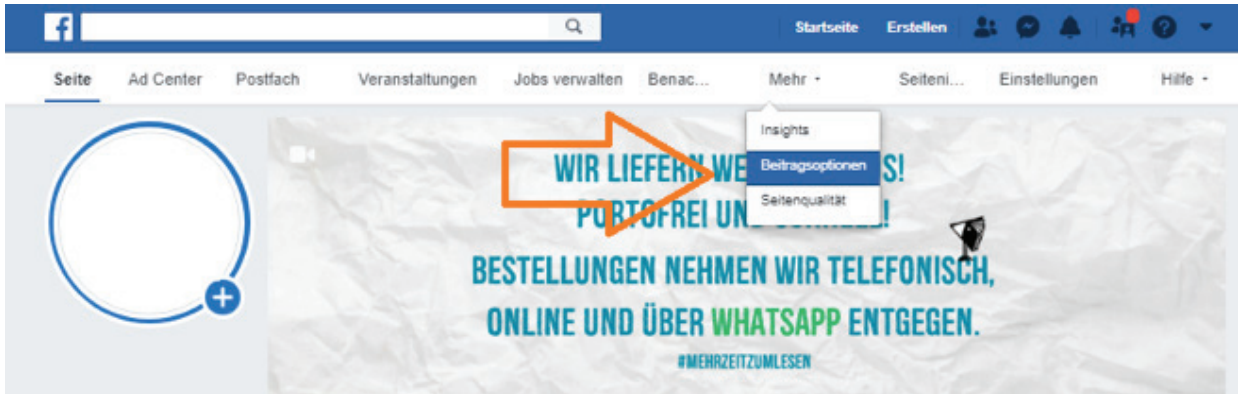 f
Startseite Erstellen
Seite Ad Center Postfach Veranstaltungen Jobs verwalten Benac... Mehr Seiteni... Einstellungen Hilfe
Insights
Beitragsoptionen
Seitenqualität
WIR LIEFERN WE S!
PORTOFREI UN !
BESTELLUNGEN NEHMEN WIR TELEFONISCH,
ONLINE UND ÜBER WHATSAPP ENTGEGEN.
#MEHRZEITZUMLESEN